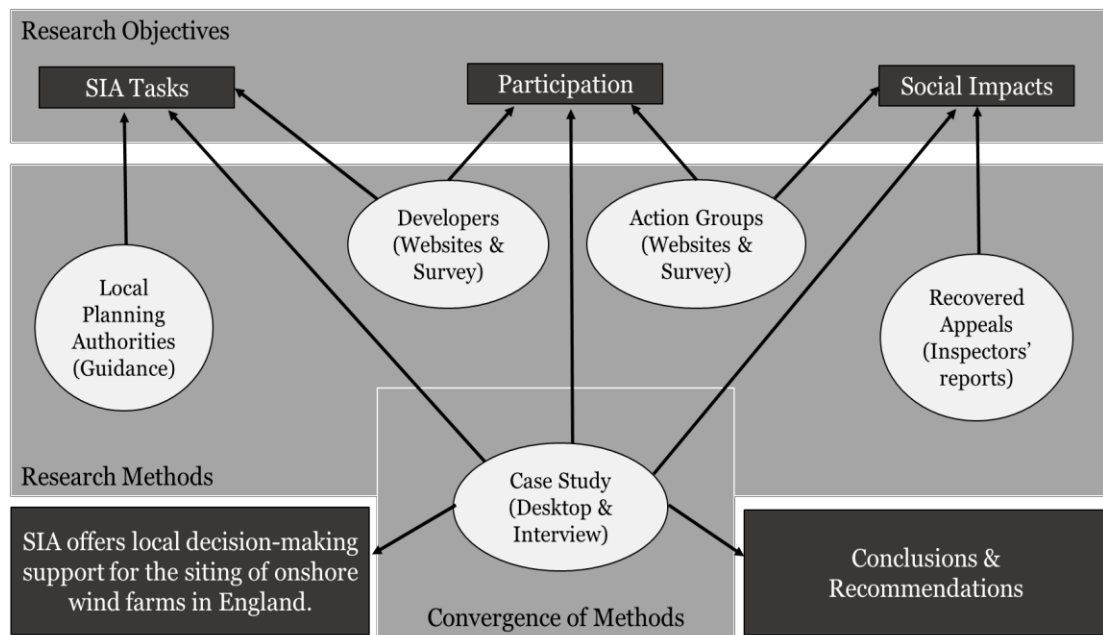 Research Objectives
SIA Tasks
Participation
Social Impacts
Developers
(Websites &
Survey)
Action Groups
(Websites &
Survey)
Local
Planning
Authorities
(Guidance)
Recovered
Appeals
(Inspectors’
reports)
Research Methods
Case Study
(Desktop &
Interview)
SIA offers local decision-making
support for the siting of onshore
wind farms in England.
Conclusions &
Recommendations
Convergence of Methods